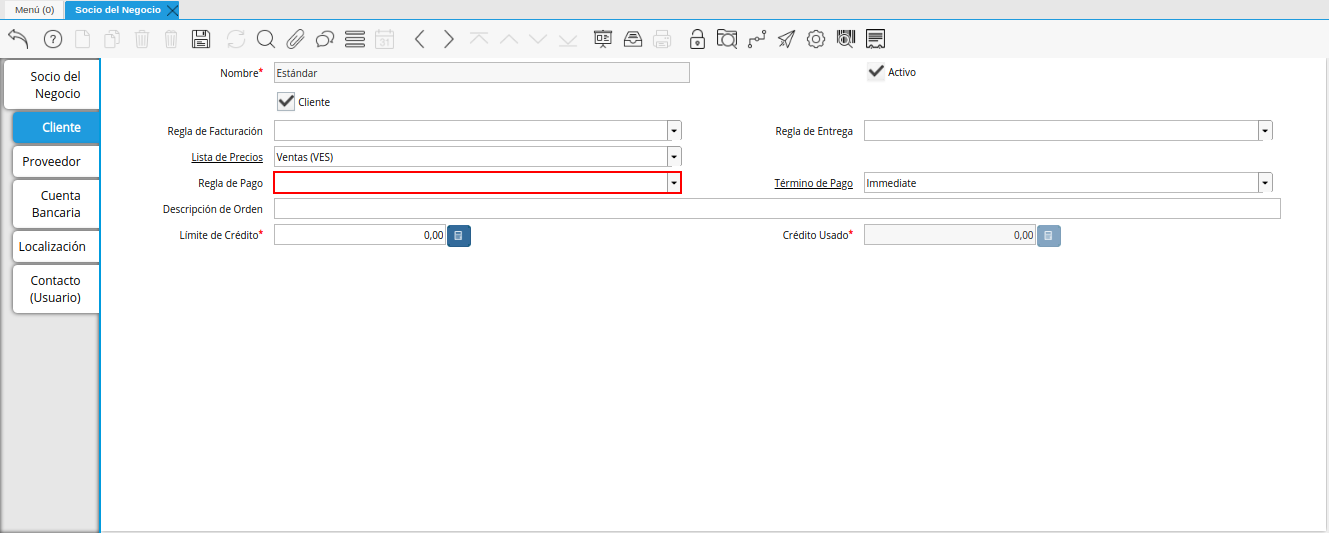 Menú (0)
Socio del Negocio
31
Socio del
Negocio
Cliente
Proveedor
Cuenta
Bancaria
Localización
Contacto
(Usuario)
Nombre* Estándar Activo
Cliente
Regla de Facturación Regla de Entrega
Lista de Precios Ventas (VES)
Regla de Pago Término de Pago Immediate
Descripción de Orden
Límite de Crédito* 0,00 Crédito Usado* 0,00